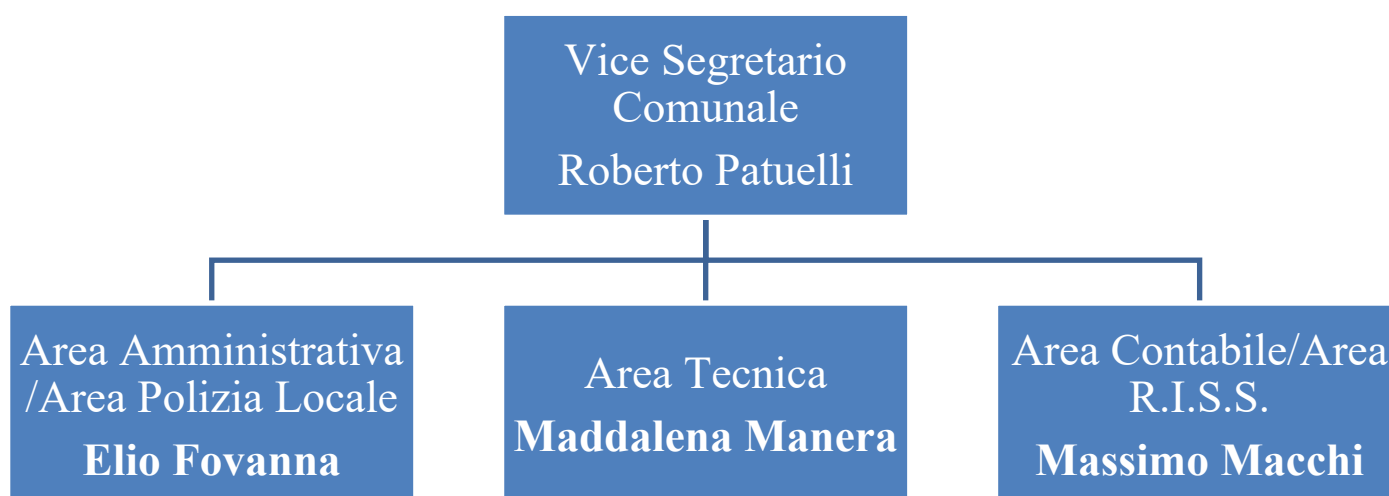 Vice Segretario
Comunale
Roberto Patuelli
Area Amministrativa
/Area Polizia Locale
Elio Fovanna
Area Tecnica
Maddalena Manera
Area Contabile/Area
R.I.S.S.
Massimo Macchi